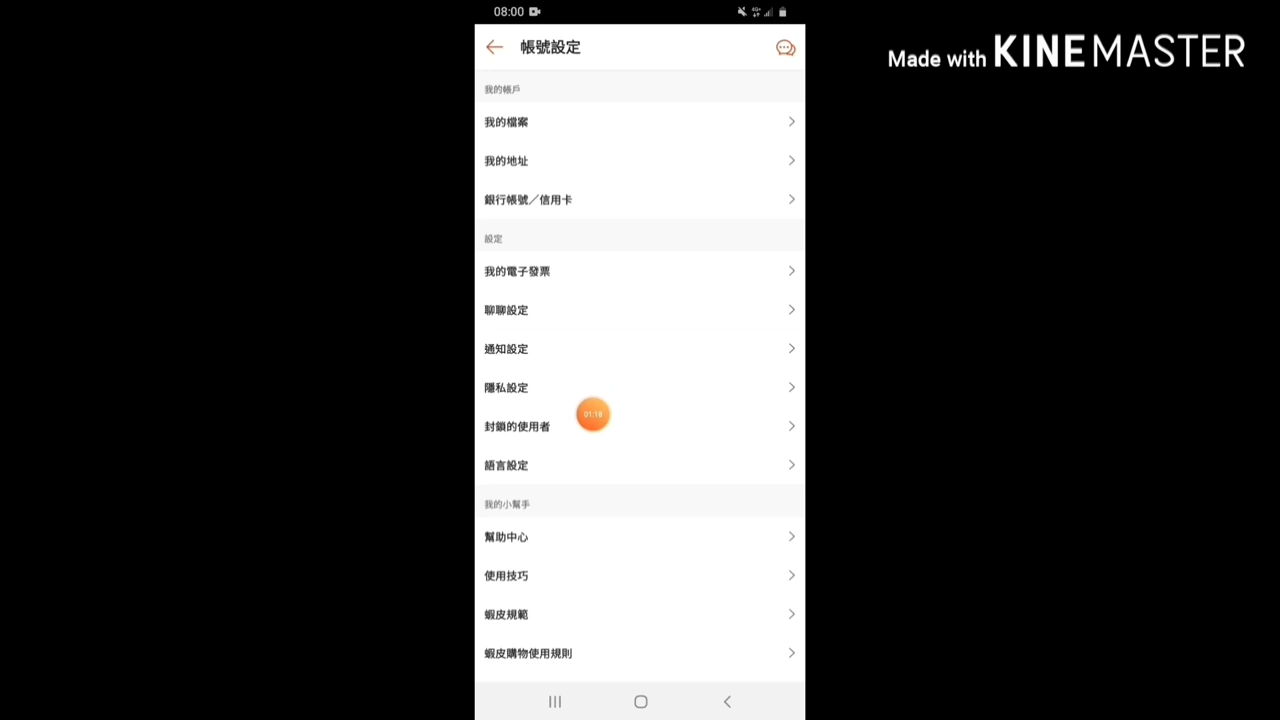 08:00
Made with KINEMASTER
帳號設定
我的帳戶
我的檔案
我的地址
銀行帳號／信用卡
設定
我的電子發票
聊聊設定
通知設定
隱私設定
01:18
封鎖的使用者
語言設定
我的小幫手
幫助中心
使用技巧
蝦皮規範
蝦皮購物使用規則